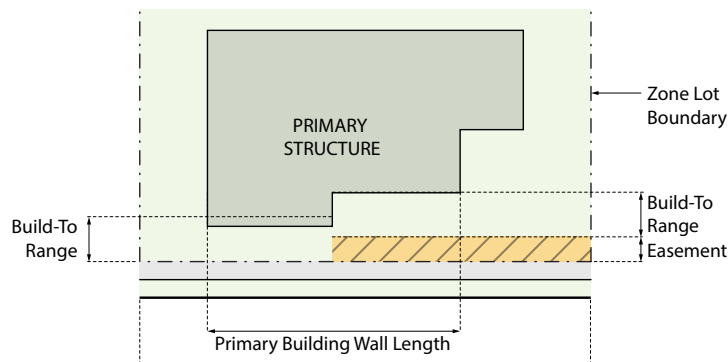 PRIMARY
STRUCTURE
Zone Lot
Boundary
Build-To
Range
Build-To
Range
Easement
Primary Building Wall Length